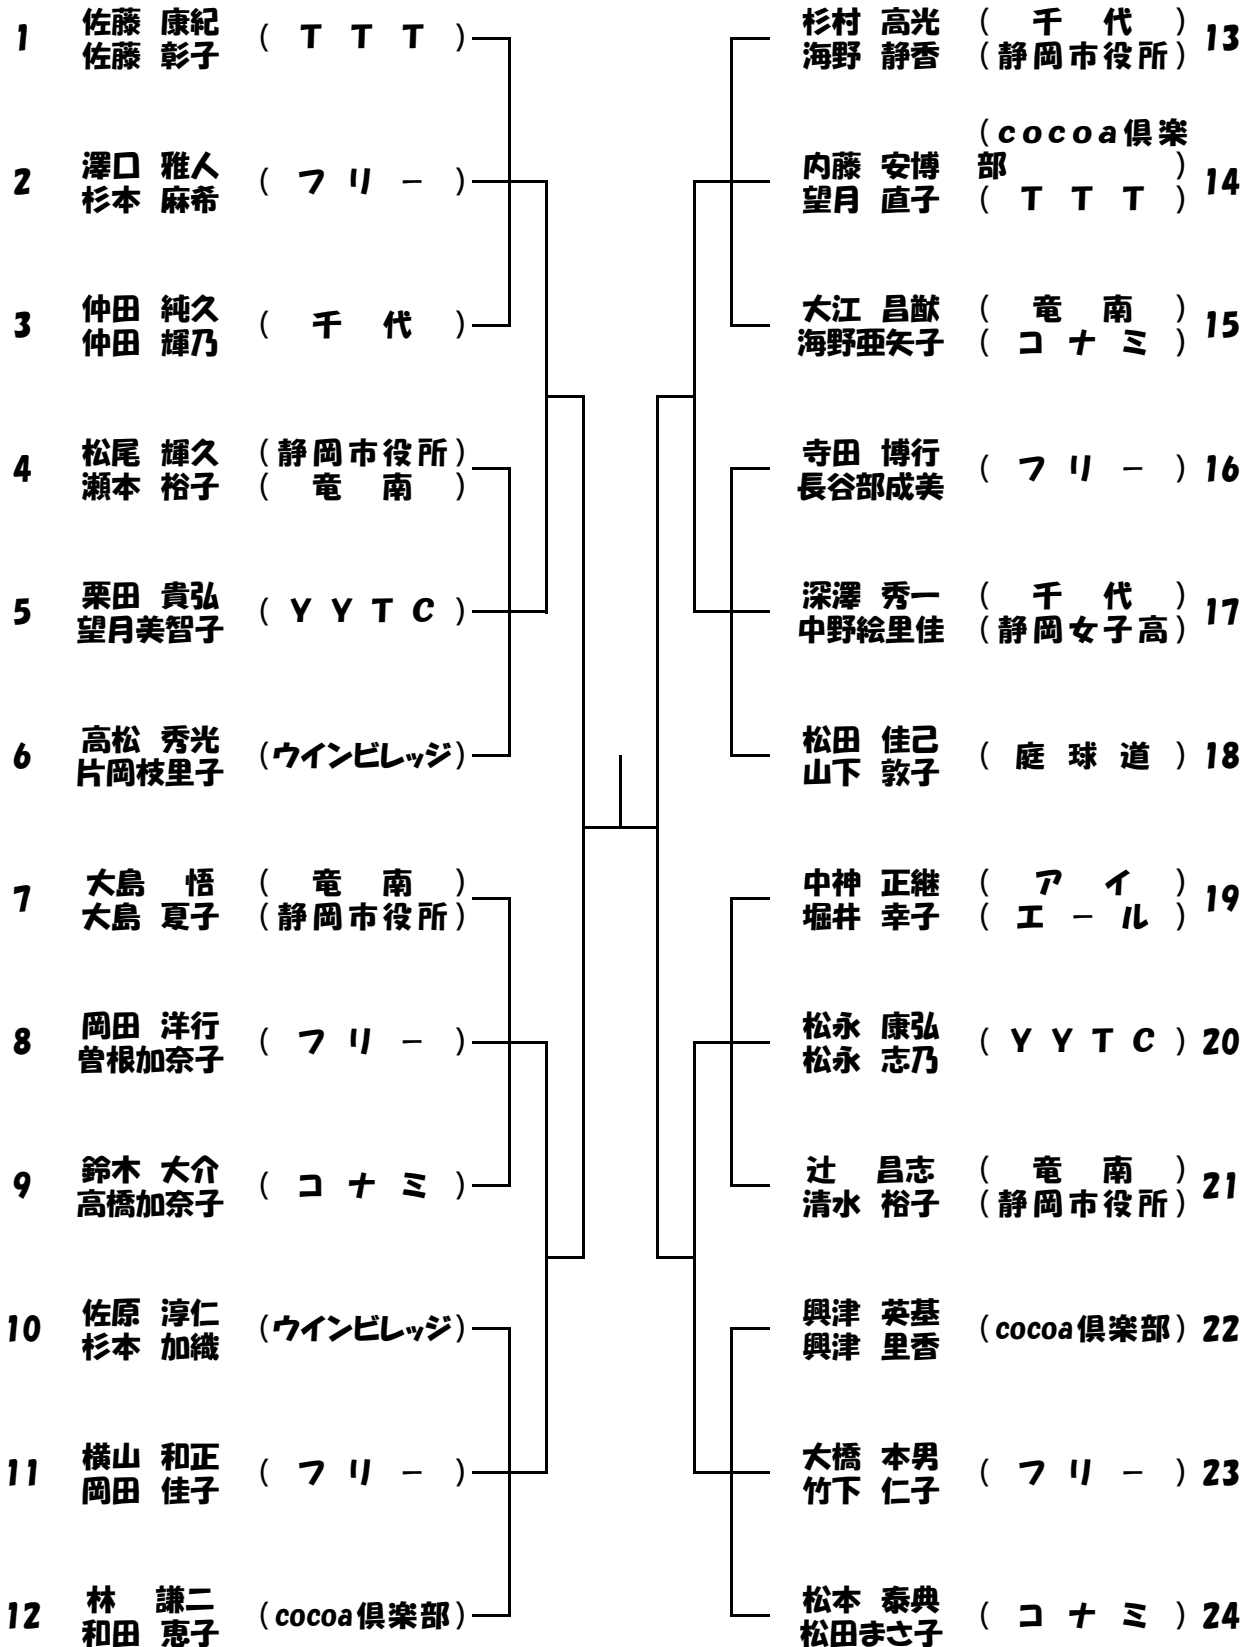 1 佐藤 康紀 佐藤 彰子 ( T T T )
2 澤口 雅人 杉本 麻希 ( フ リ ー )
3 仲田 純久 仲田 輝乃 ( 千 代 )
4 松尾 輝久 (静岡市役所)
瀬本 裕子 ( 竜 南 )
5 栗田 貴弘 望月美智子 ( Y Y T C )
6 高松 秀光 片岡枝里子 (ウインビレッジ)
7 大島 悟 ( 竜 南 )
大島 夏子 (静岡市役所)
8 岡田 洋行 曽根加奈子 ( フ リ ー )
9 鈴木 大介 高橋加奈子 ( コ ナ ミ )
10 佐原 淳仁 杉本 加織 (ウインビレッジ)
11 横山 和正 岡田 佳子 ( フ リ ー )
12 林 謙二 和田 恵子 (cocoa倶楽部)
杉村 高光 ( 千 代 )
海野 静香 (静岡市役所) 13
内藤 安博 (cocoa倶楽部)
望月 直子 ( T T T ) 14
大江 昌猷 ( 竜 南 )
海野亜矢子 ( コ ナ ミ ) 15
寺田 博行 長谷部成美 ( フ リ ー ) 16
深澤 秀一 ( 千 代 )
中野絵里佳 (静岡女子高) 17
松田 佳己 山下 敦子 ( 庭 球 道 ) 18
中神 正継 ( ア イ )
堀井 幸子 ( エ ー ル ) 19
松永 康弘 松永 志乃 ( Y Y T C ) 20
辻 昌志 ( 竜 南 )
清水 裕子 (静岡市役所) 21
興津 英基 興津 里香 (cocoa倶楽部) 22
大橋 本男 竹下 仁子 ( フ リ ー ) 23
松本 泰典 松田まさ子 ( コ ナ ミ ) 24